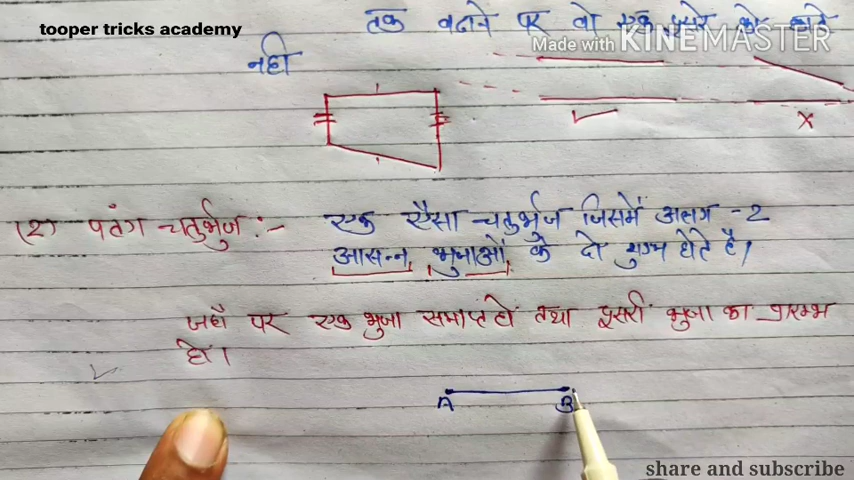 tooper tricks academy
तक बढाने पर वो एक दूसरे को काटे
Made with KINEMASTER
नही
(2) पतंग चतुर्भुज :- एक ऐसा चतुर्भुज जिसमें अलग -2
आसन्न भुजाओं के दो युग्म होते है।
जहाँ पर एक भुजा समाप्त हो तथा दूसरी भुजा का प्रारम्भ
हो।
A B
share and subscribe